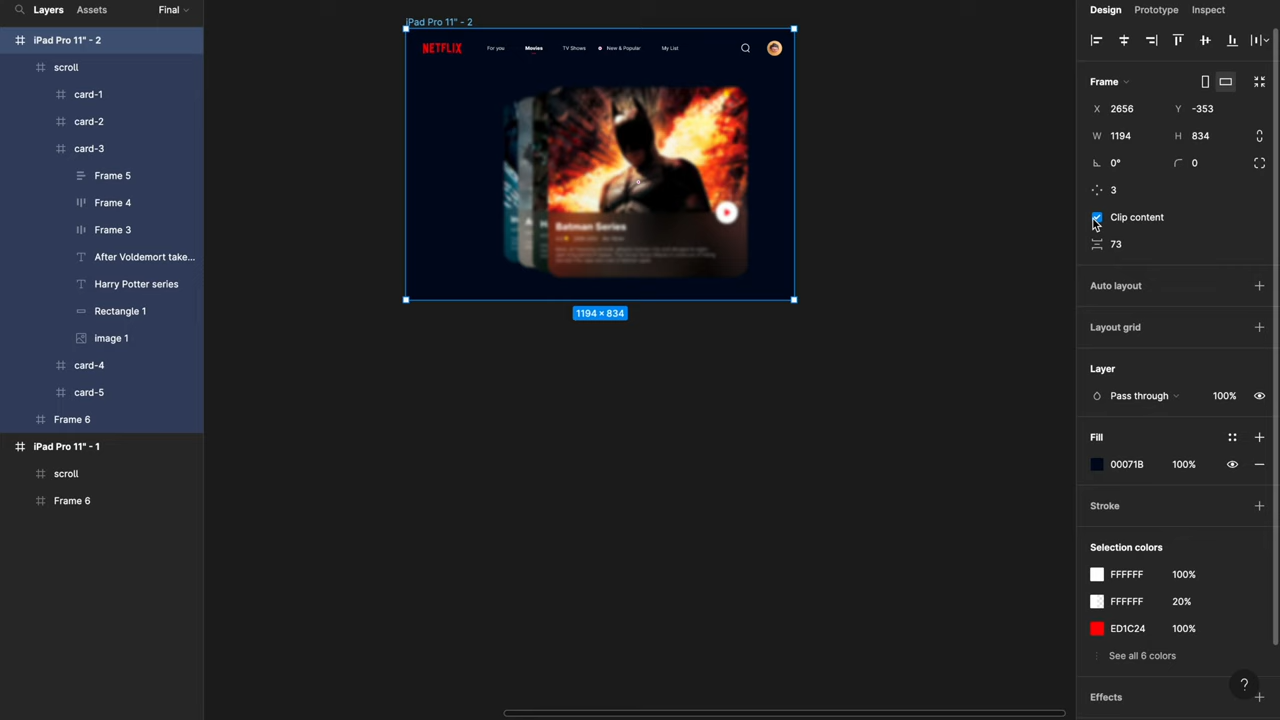 Layers
Assets
Final
iPad Pro 11" - 2
scroll
card-1
card-2
card-3
Frame 5
Frame 4
Frame 3
After Voldemort take...
Harry Potter series
Rectangle 1
image 1
card-4
card-5
Frame 6
iPad Pro 11" - 1
scroll
Frame 6
iPad Pro 11" - 2
NETFLIX
For you
Movies
TV Shows
New & Popular
My List
Batman Series
1194 × 834
Design
Prototype
Inspect
Frame
X 2656 Y -353
W 1194 H 834
0° 0
3
Clip content
73
Auto layout
Layout grid
Layer
Pass through 100%
Fill
00071B 100%
Stroke
Selection colors
FFFFFF 100%
FFFFFF 20%
ED1C24 100%
See all 6 colors
Effects
?